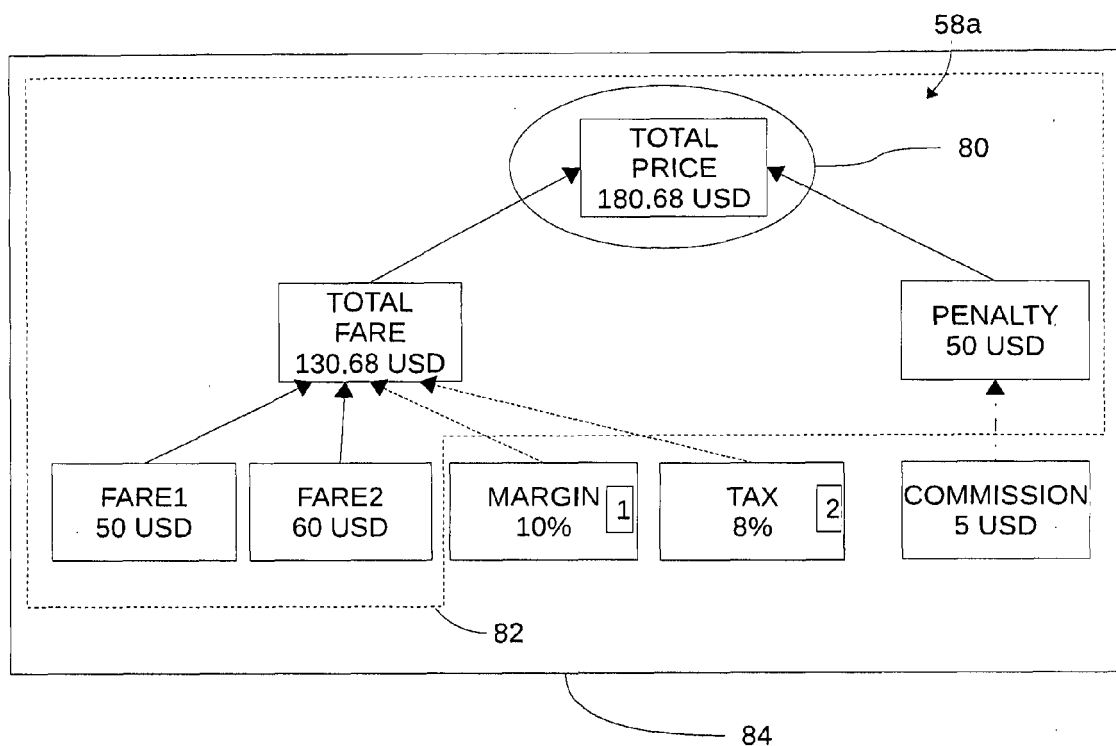 58a
TOTAL
PRICE
180.68 USD
80
TOTAL
FARE
130.68 USD
PENALTY
50 USD
FARE1
50 USD
FARE2
60 USD
MARGIN
10%
1
TAX
8%
2
COMMISSION
5 USD
82
84